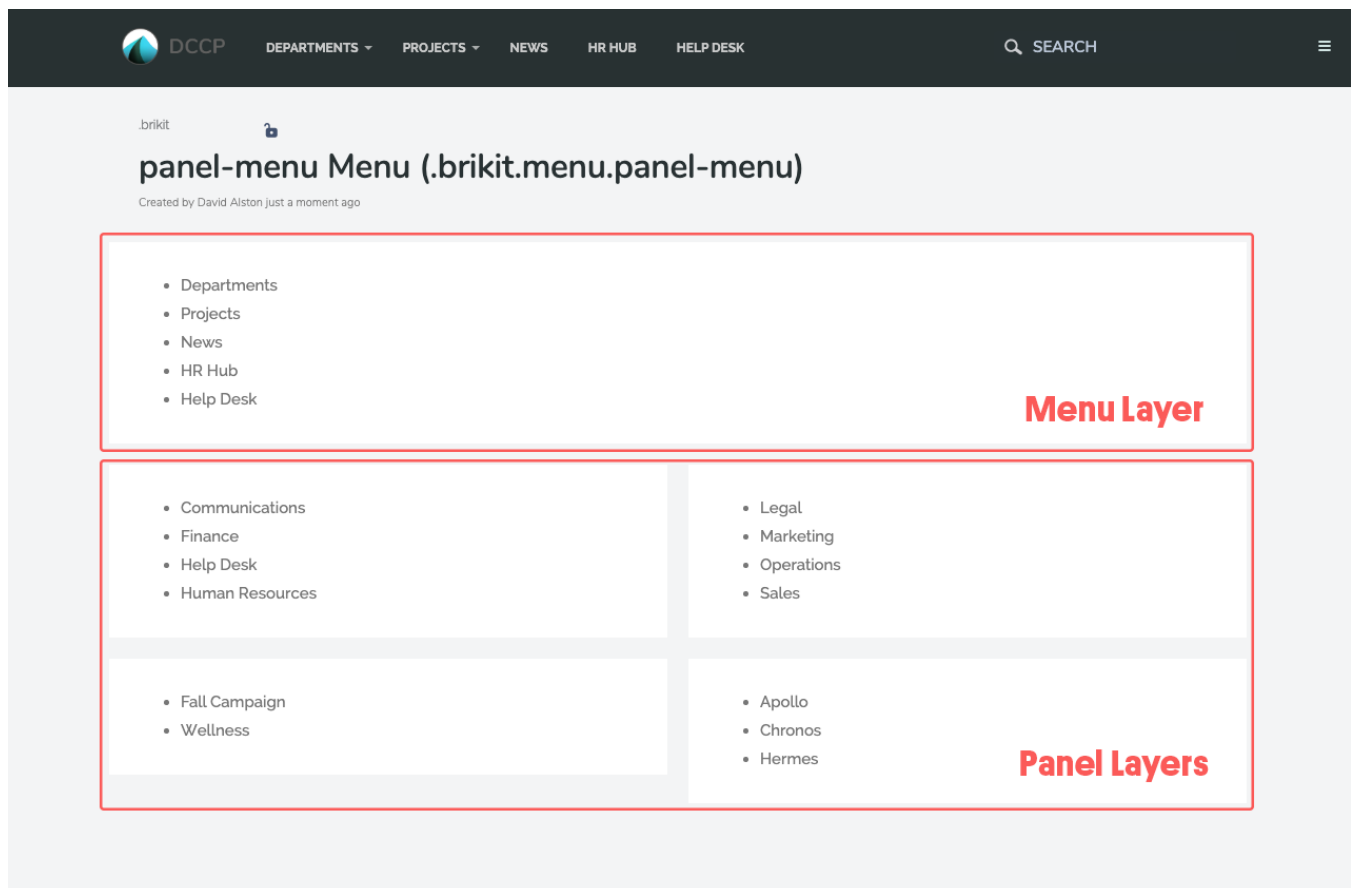 DCCP DEPARTMENTS PROJECTS NEWS HR HUB HELP DESK SEARCH
.brikit
panel-menu Menu (.brikit.menu.panel-menu)
Created by David Alston just a moment ago
Departments
Projects
News
HR Hub
Help Desk
Menu Layer
Communications
Finance
Help Desk
Human Resources
Legal
Marketing
Operations
Sales
Fall Campaign
Wellness
Apollo
Chronos
Hermes
Panel Layers